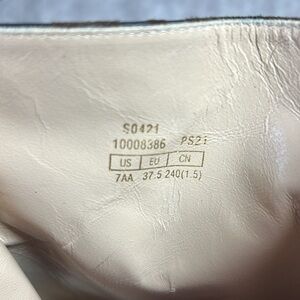 S0421
10008386 PS21
US EU CN
7AA 37.5 240(1.5)